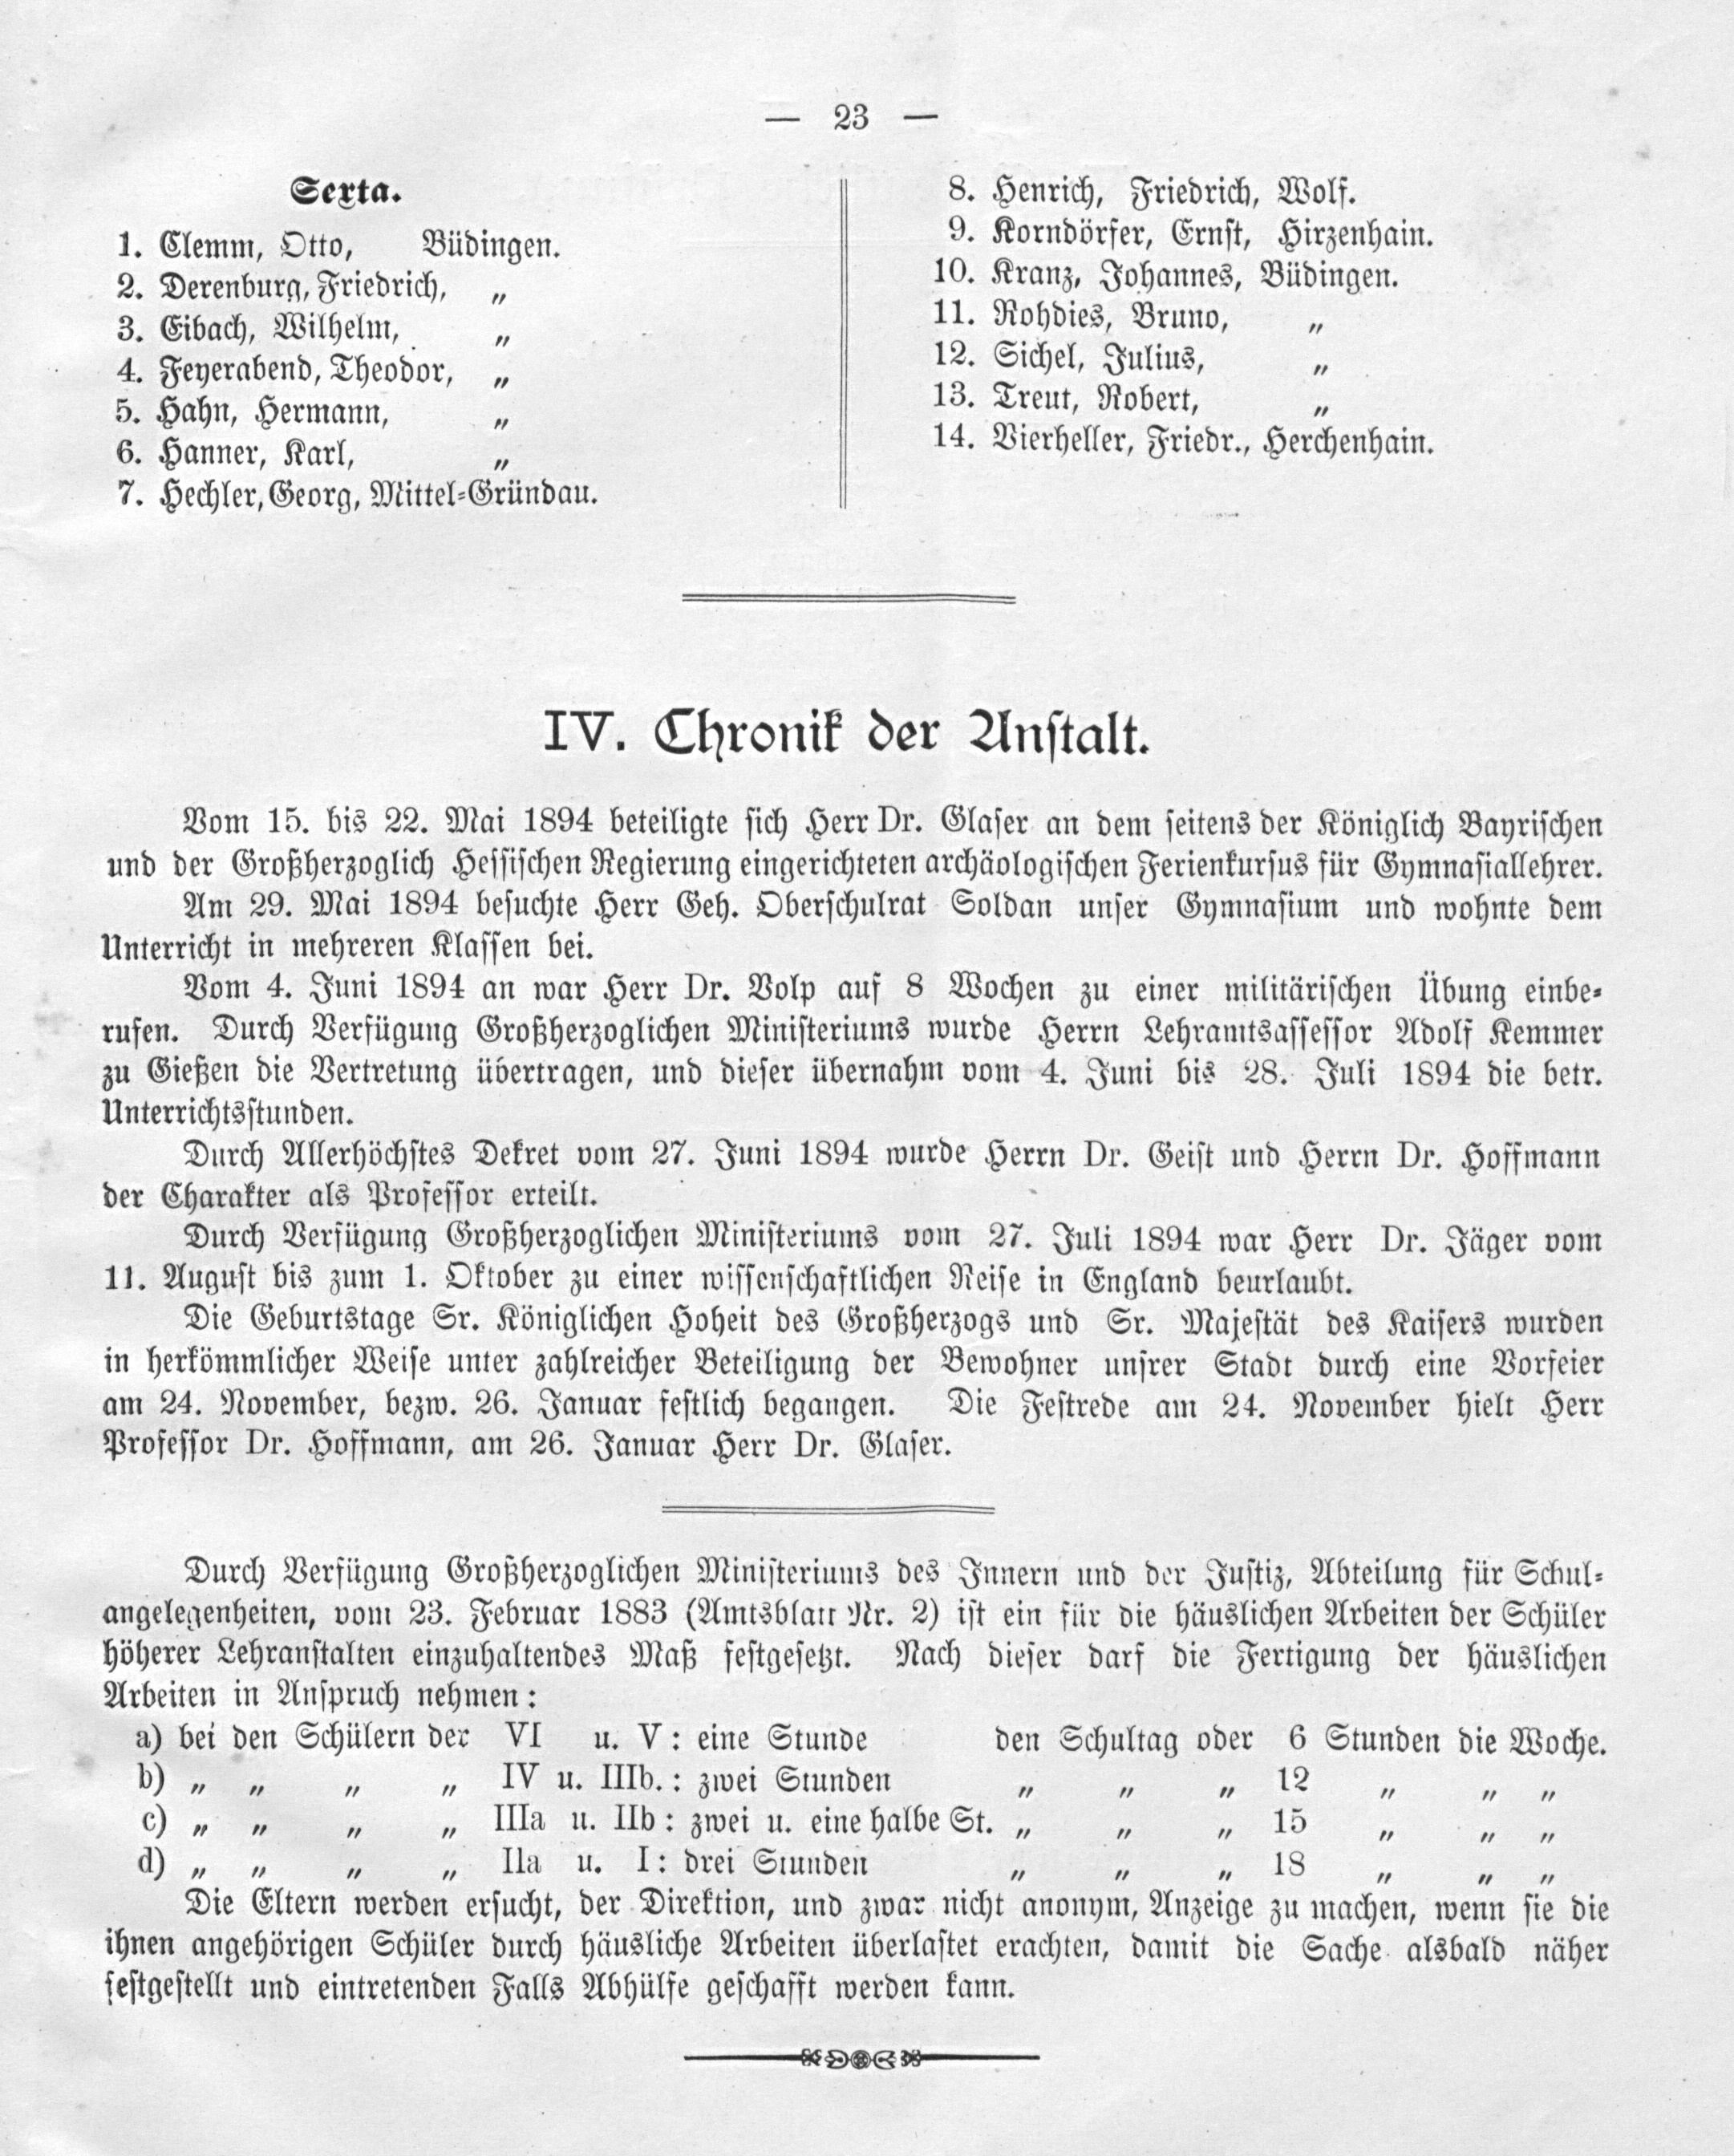 — 23 —
Sexta.
1. Clemm, Otto, Büdingen.
2. Derenburg, Friedrich, „
3. Eibach, Wilhelm, „
4. Feyerabend, Theodor, „
5. Hahn, Hermann, „
6. Hanner, Karl, „
7. Hechler, Georg, Mittel-Gründau.
8. Henrich, Friedrich, Wolf.
9. Korndörfer, Ernst, Hirzenhain.
10. Kranz, Johannes, Büdingen.
11. Rohdies, Bruno, „
12. Sichel, Julius, „
13. Treut, Robert, „
14. Vierheller, Friedr., Herchenhain.
IV. Chronik der Anstalt.
Vom 15. bis 22. Mai 1894 beteiligte sich Herr Dr. Glaser an dem seitens der Königlich Bayrischen
und der Großherzoglich Hessischen Regierung eingerichteten archäologischen Ferienkursus für Gymnasiallehrer.
Am 29. Mai 1894 besuchte Herr Geh. Oberschulrat Soldan unser Gymnasium und wohnte dem
Unterricht in mehreren Klassen bei.
Vom 4. Juni 1894 an war Herr Dr. Volp auf 8 Wochen zu einer militärischen Übung einbe-
rufen. Durch Verfügung Großherzoglichen Ministeriums wurde Herrn Lehramtsassessor Adolf Kemmer
zu Gießen die Vertretung übertragen, und dieser übernahm vom 4. Juni bis 28. Juli 1894 die betr.
Unterrichtsstunden.
Durch Allerhöchstes Dekret vom 27. Juni 1894 wurde Herrn Dr. Geist und Herrn Dr. Hoffmann
der Charakter als Professor erteilt.
Durch Verfügung Großherzoglichen Ministeriums vom 27. Juli 1894 war Herr Dr. Jäger vom
11. August bis zum 1. Oktober zu einer wissenschaftlichen Reise in England beurlaubt.
Die Geburtstage Sr. Königlichen Hoheit des Großherzogs und Sr. Majestät des Kaisers wurden
in herkömmlicher Weise unter zahlreicher Beteiligung der Bewohner unsrer Stadt durch eine Vorfeier
am 24. November, bezw. 26. Januar festlich begangen. Die Festrede am 24. November hielt Herr
Professor Dr. Hoffmann, am 26. Januar Herr Dr. Glaser.
Durch Verfügung Großherzoglichen Ministeriums des Innern und der Justiz, Abteilung für Schul-
angelegenheiten, vom 23. Februar 1883 (Amtsblatt Nr. 2) ist ein für die häuslichen Arbeiten der Schüler
höherer Lehranstalten einzuhaltendes Maß festgesetzt. Nach dieser darf die Fertigung der häuslichen
Arbeiten in Anspruch nehmen:
a) bei den Schülern der VI u. V: eine Stunde den Schultag oder 6 Stunden die Woche.
b) „ „ „ „ IV u. IIIb.: zwei Stunden „ „ „ 12 „ „ „
c) „ „ „ „ IIIa u. IIb: zwei u. eine halbe St. „ „ „ 15 „ „ „
d) „ „ „ „ IIa u. I: drei Stunden „ „ „ 18 „ „ „
Die Eltern werden ersucht, der Direktion, und zwar nicht anonym, Anzeige zu machen, wenn sie die
ihnen angehörigen Schüler durch häusliche Arbeiten überlastet erachten, damit die Sache alsbald näher
festgestellt und eintretenden Falls Abhülfe geschafft werden kann.